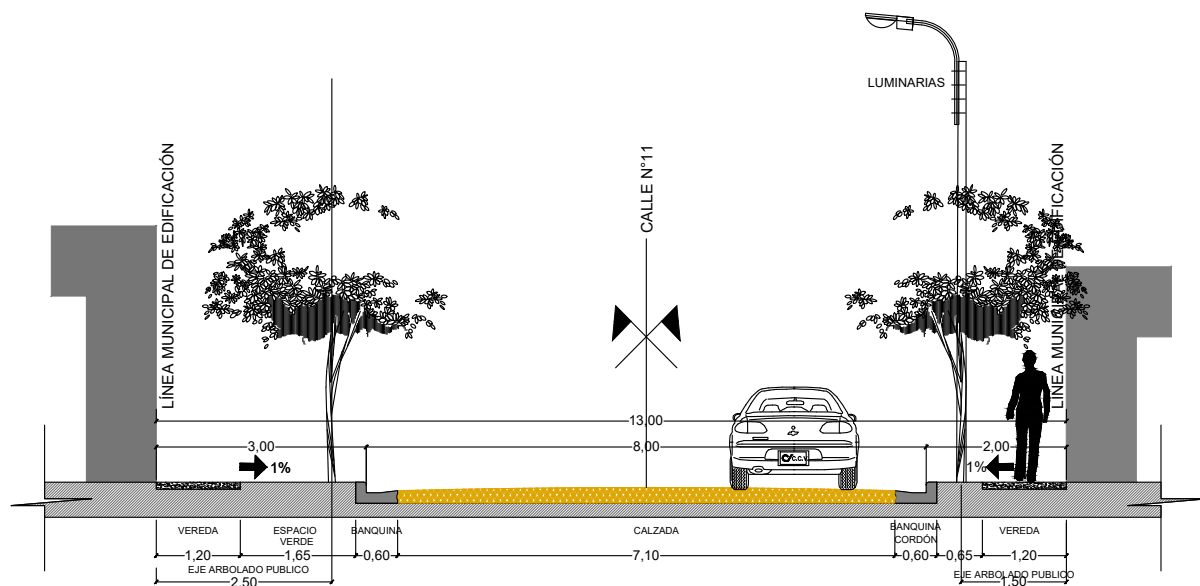 LUMINARIAS
LÍNEA MUNICIPAL DE EDIFICACIÓN
CALLE N°11
LÍNEA MUNICIPAL DE EDIFICACIÓN
13,00
3,00
8,00
2,00
1%
1%
C.C.V.
VEREDA
ESPACIO
VERDE
BANQUINA
CALZADA
BANQUINA
CORDÓN
VEREDA
1,20
1,65
0,60
7,10
0,60
0,65
1,20
EJE ARBOLADO PUBLICO
2,50
EJE ARBOLADO PUBLICO
1,50